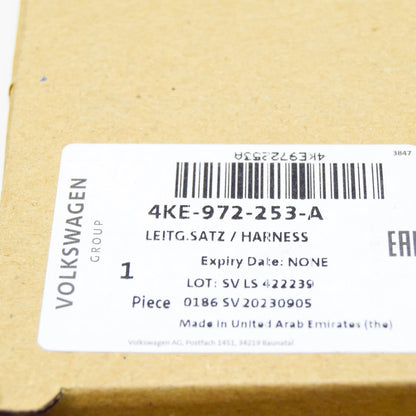 3847
4KE972253A
4KE-972-253-A
LEITG.SATZ / HARNESS
VOLKSWAGEN
GROUP
EAC
Expiry Date: NONE
1
LOT: SV LS 422239
Piece 0186 SV 20230905
Made in United Arab Emirates (the)
Volkswagen AG, Postfach 1451, 34219 Baunatal